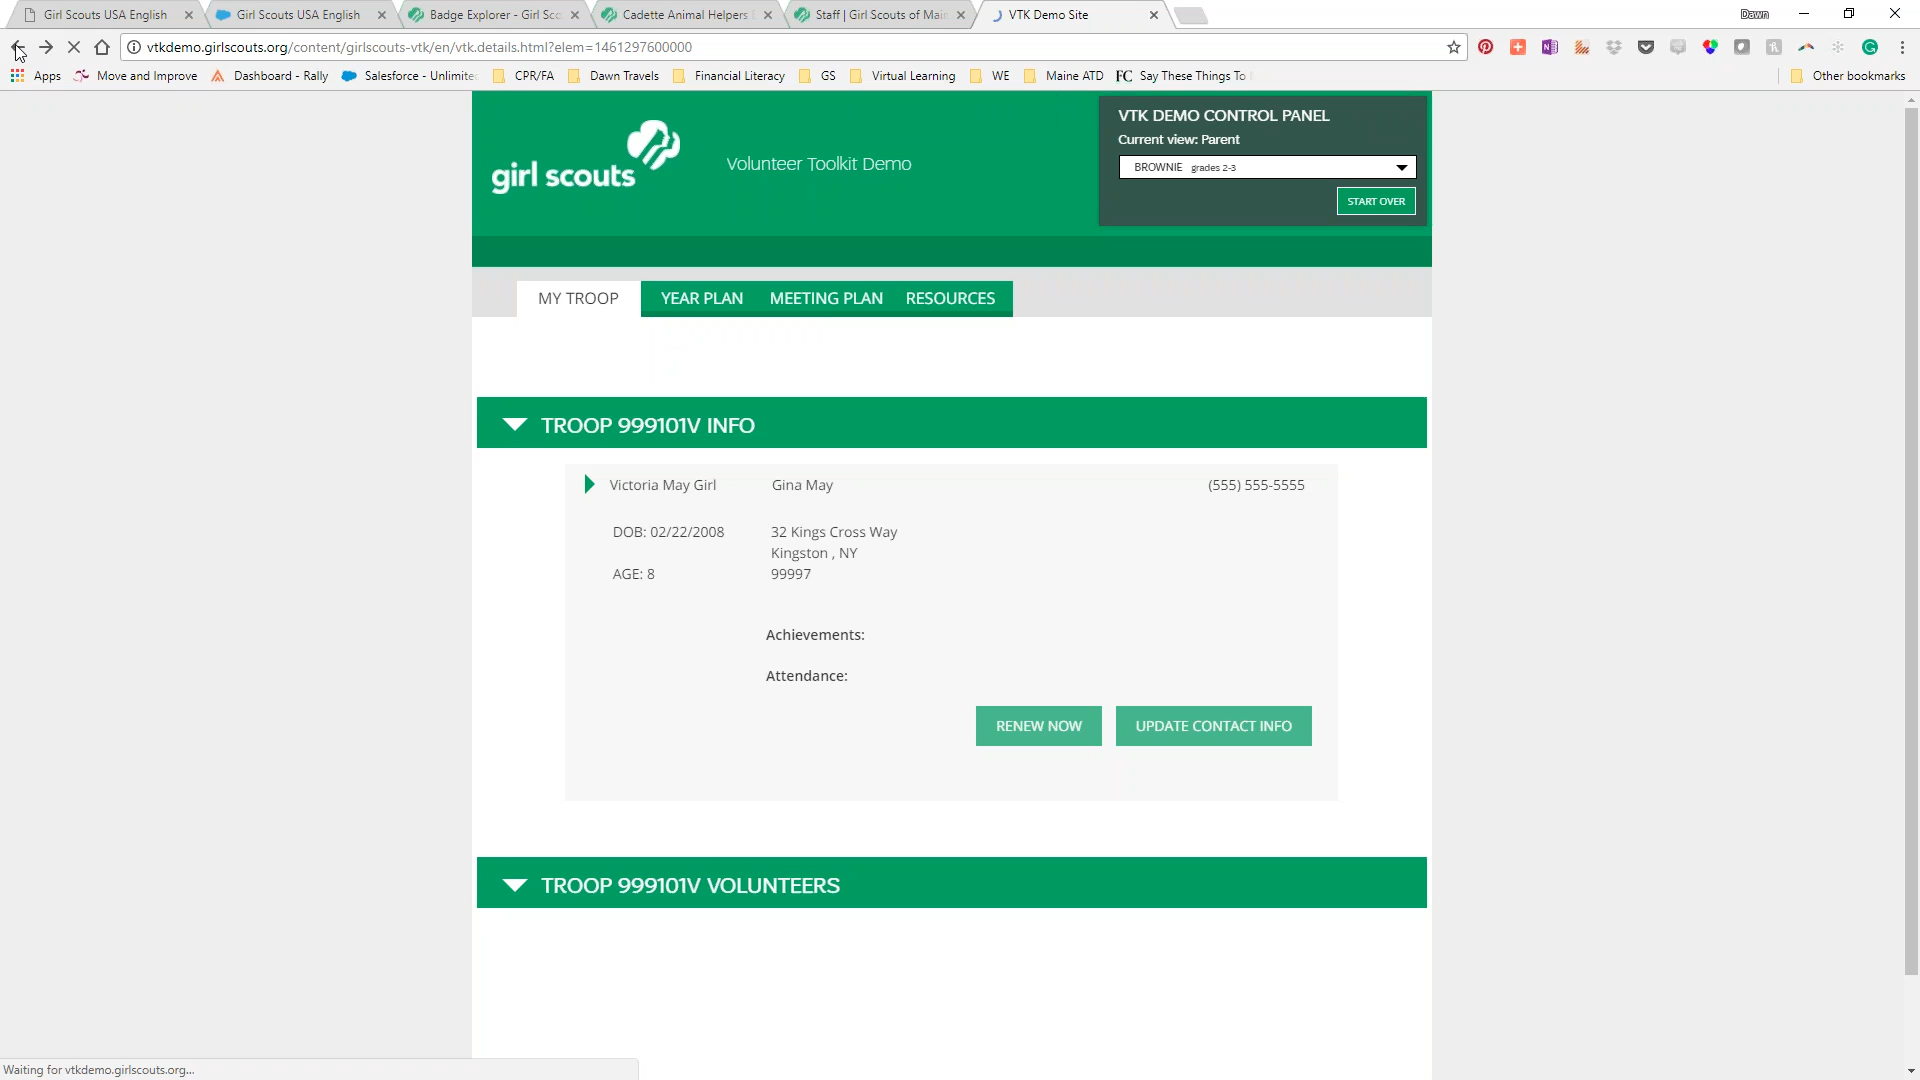 Girl Scouts USA English
Girl Scouts USA English
Badge Explorer - Girl Sco
Cadette Animal Helpers
Staff | Girl Scouts of Main
VTK Demo Site
Dawn
vtkdemo.girlscouts.org/content/girlscouts-vtk/en/vtk.details.html?elem=1461297600000
Apps
Move and Improve
Dashboard - Rally
Salesforce - Unlimite
CPR/FA
Dawn Travels
Financial Literacy
GS
Virtual Learning
WE
Maine ATD
FC Say These Things To
Other bookmarks
girl scouts
Volunteer Toolkit Demo
VTK DEMO CONTROL PANEL
Current view: Parent
BROWNIE grades 2-3
START OVER
MY TROOP
YEAR PLAN
MEETING PLAN
RESOURCES
TROOP 999101V INFO
Victoria May Girl
Gina May
(555) 555-5555
DOB: 02/22/2008
32 Kings Cross Way
Kingston , NY
AGE: 8
99997
Achievements:
Attendance:
RENEW NOW
UPDATE CONTACT INFO
TROOP 999101V VOLUNTEERS
Waiting for vtkdemo.girlscouts.org...